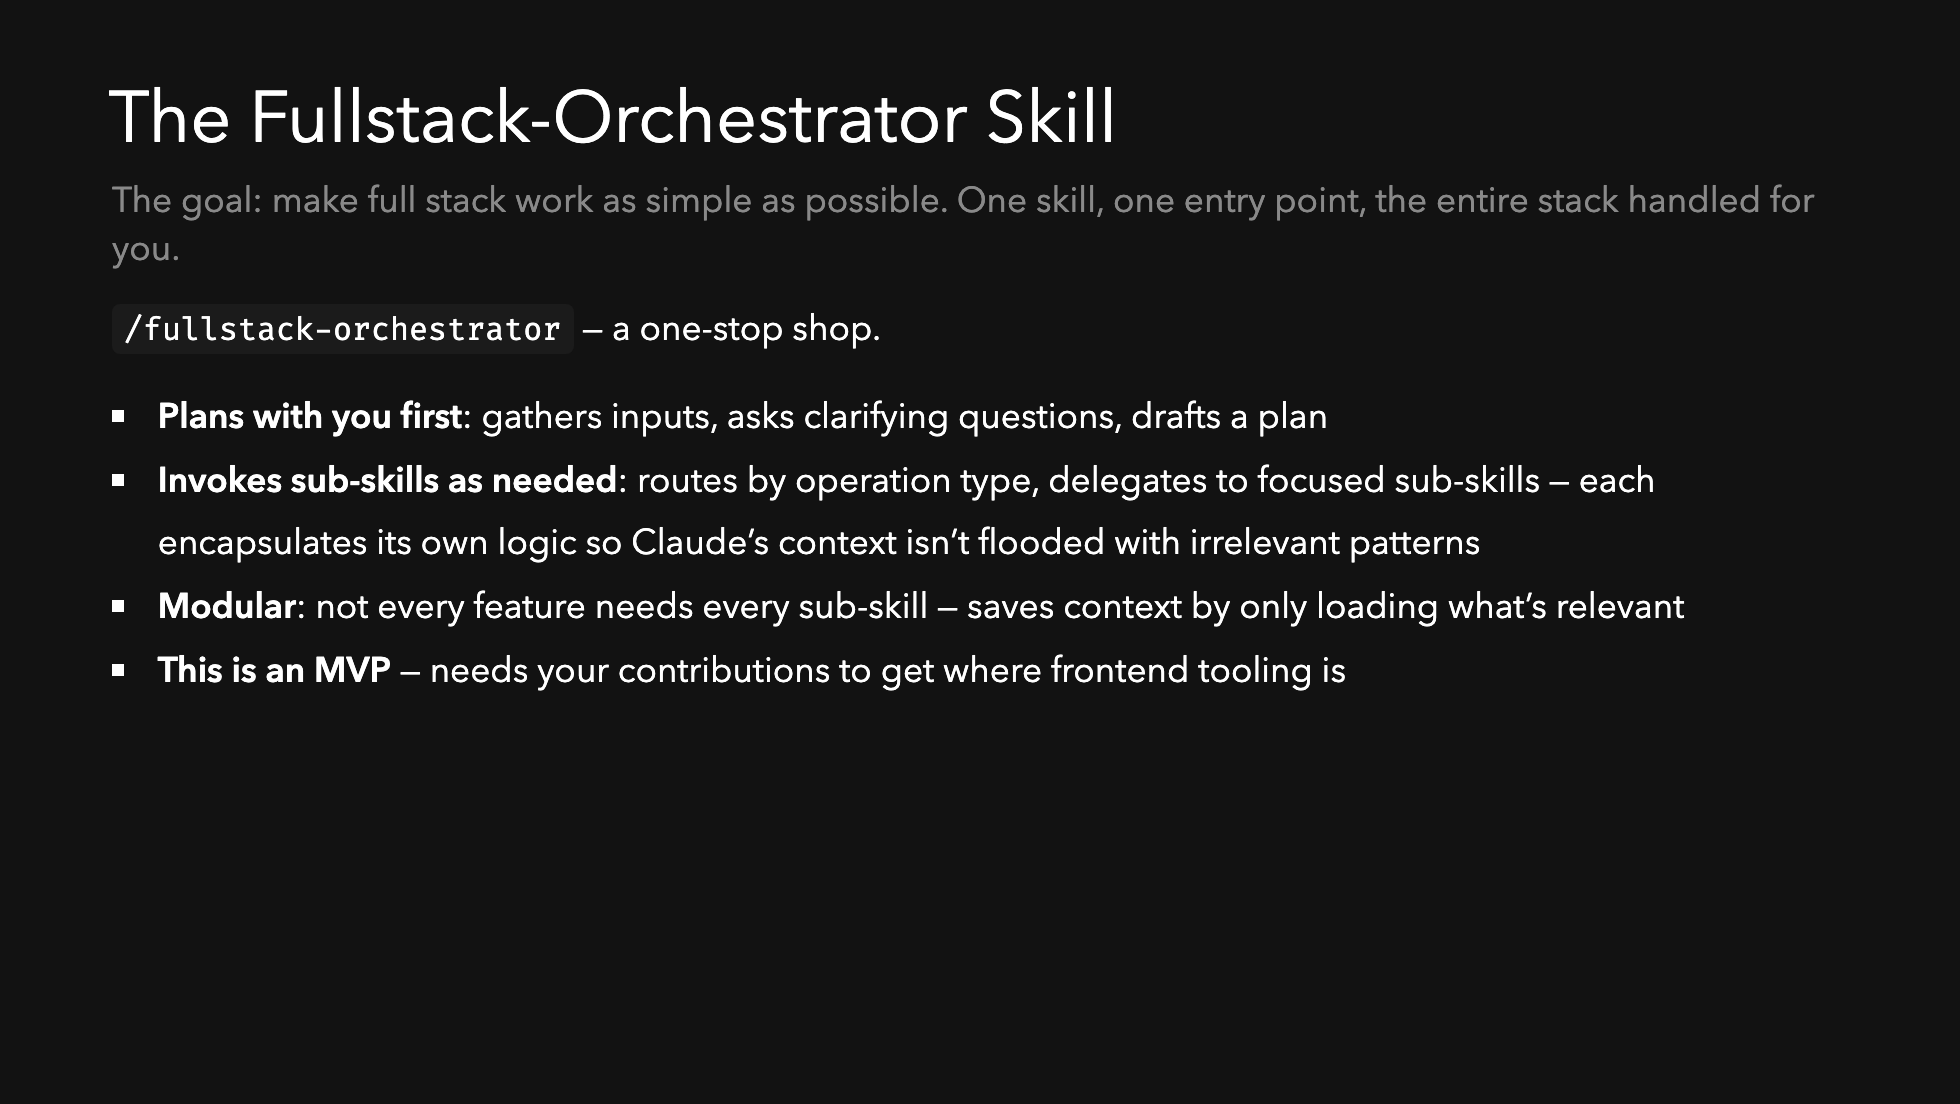 The Fullstack-Orchestrator Skill
The goal: make full stack work as simple as possible. One skill, one entry point, the entire stack handled for
you.
/fullstack-orchestrator – a one-stop shop.
▪ Plans with you first: gathers inputs, asks clarifying questions, drafts a plan
▪ Invokes sub-skills as needed: routes by operation type, delegates to focused sub-skills – each
encapsulates its own logic so Claude’s context isn’t flooded with irrelevant patterns
▪ Modular: not every feature needs every sub-skill – saves context by only loading what’s relevant
▪ This is an MVP – needs your contributions to get where frontend tooling is